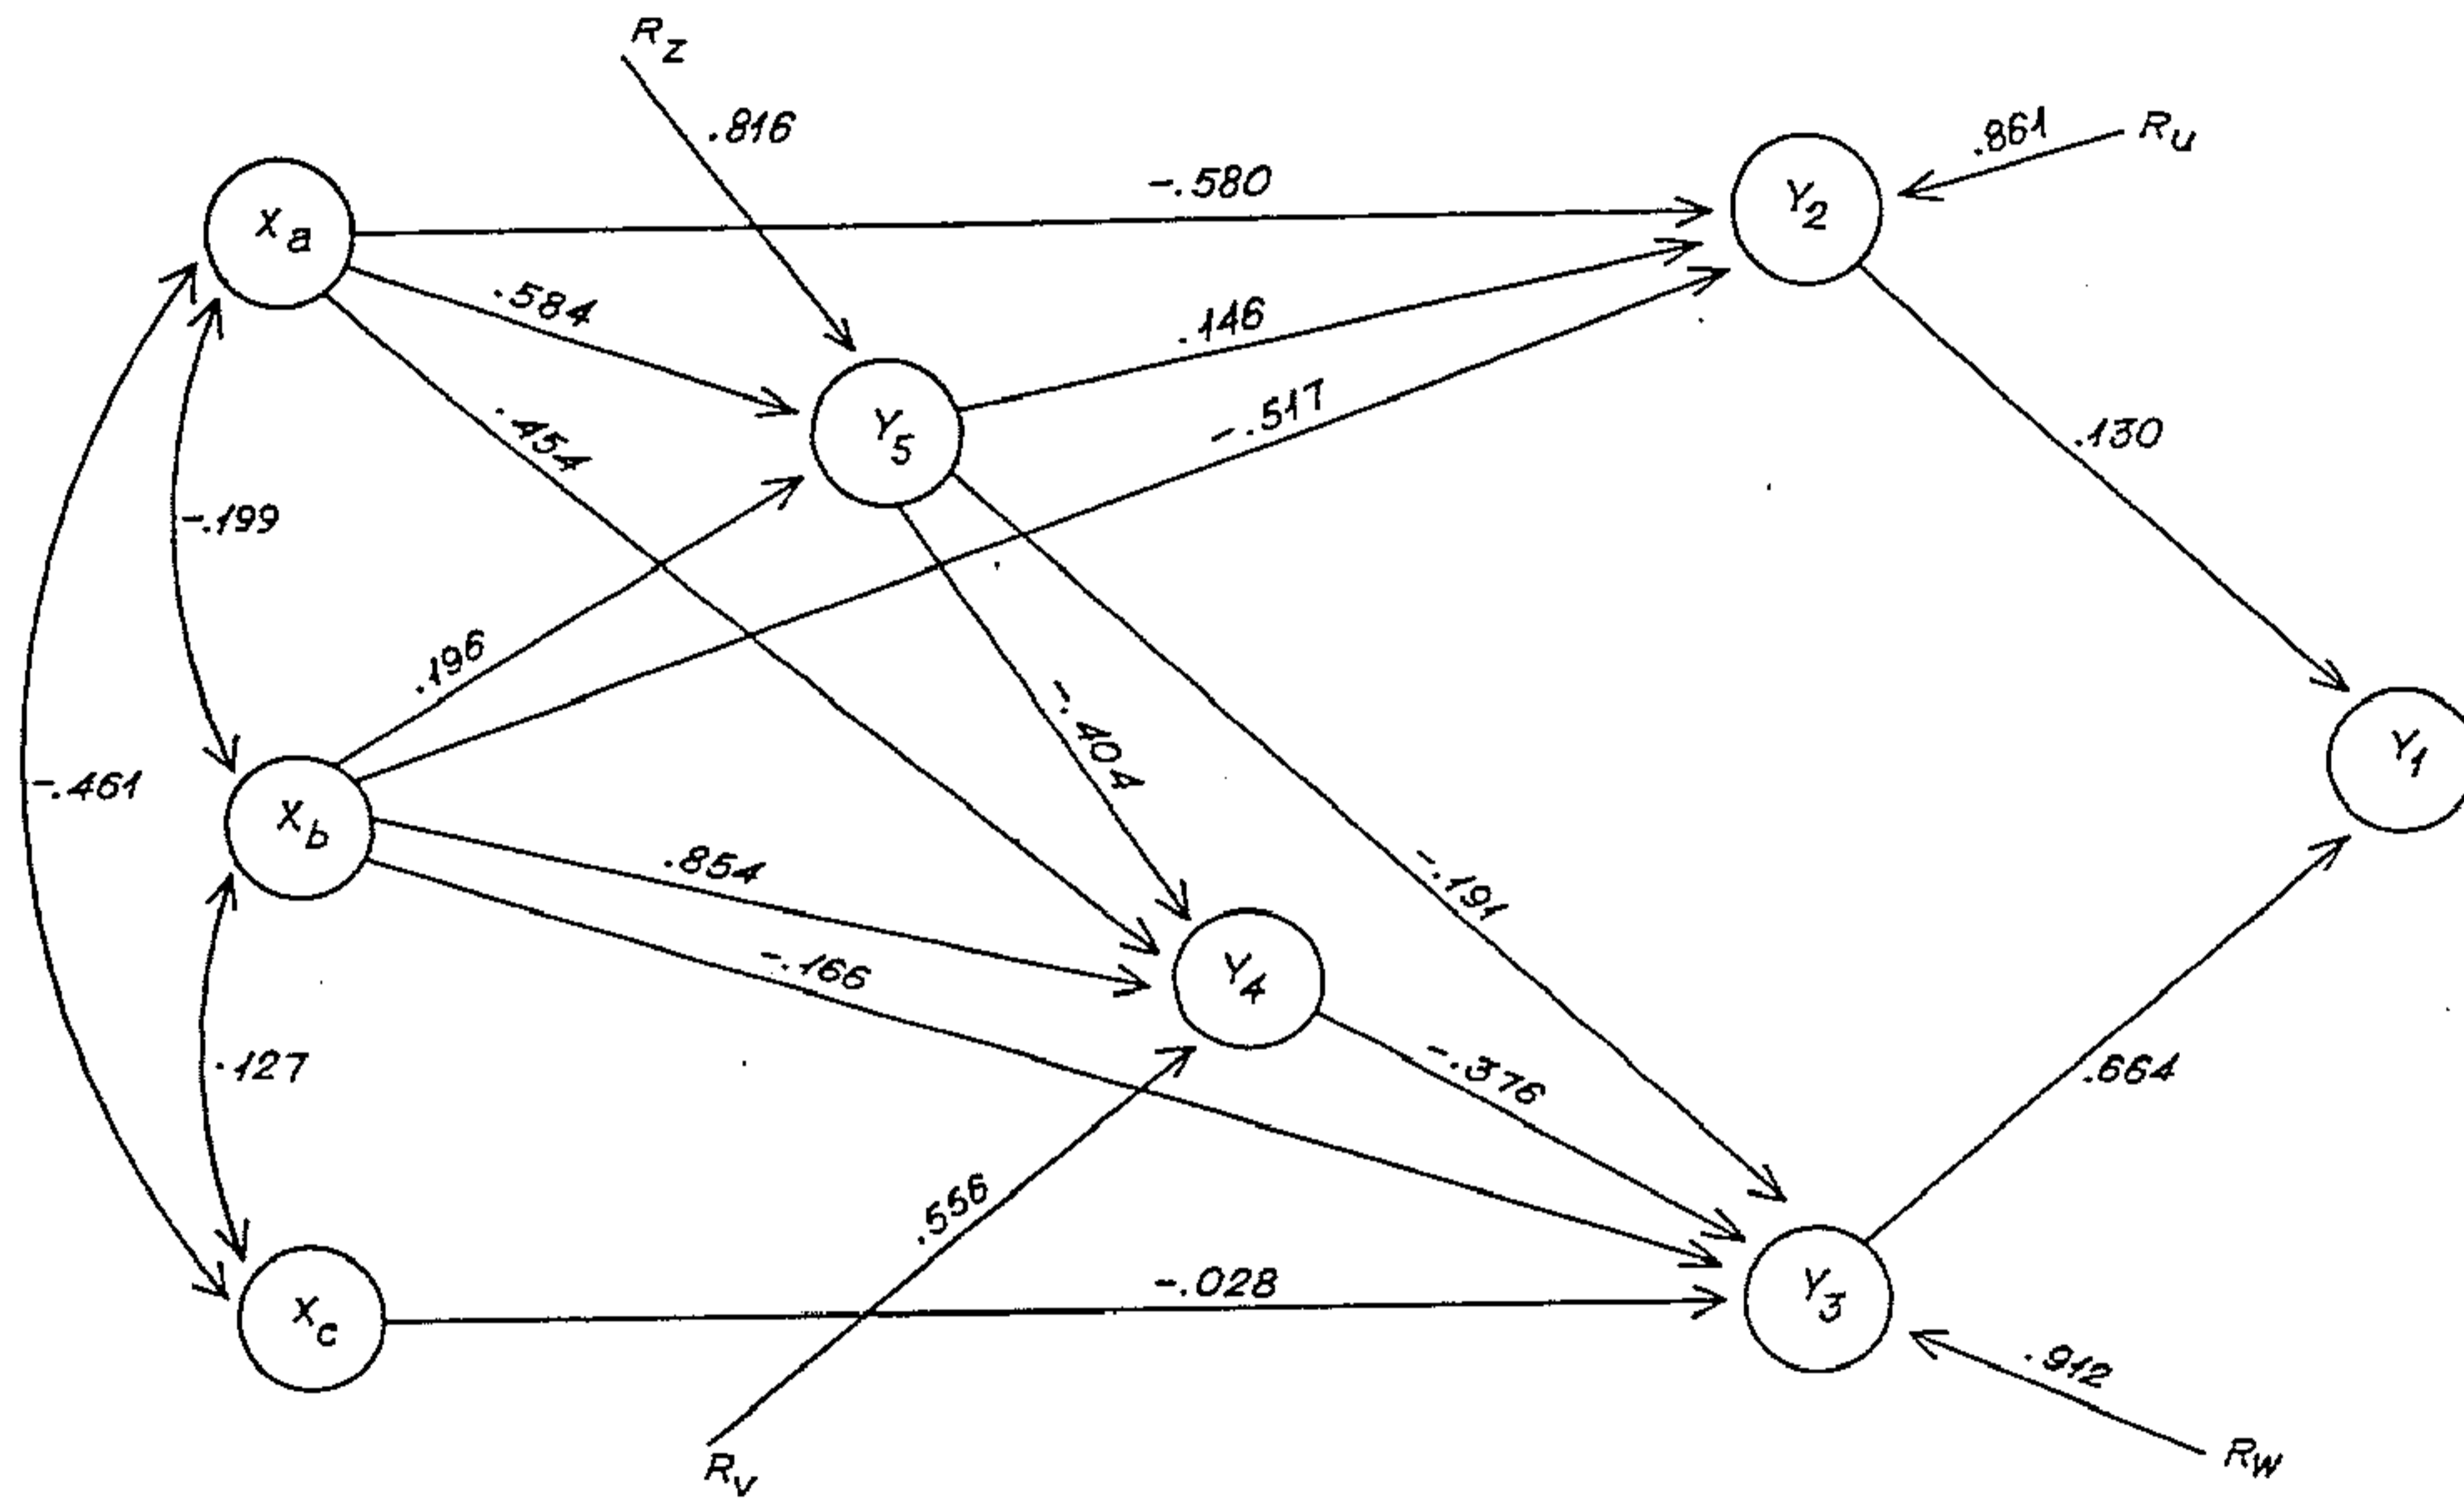 Rz
.816
.861
Ru
-.580
Y2
Xa
.584
.146
.454
Y5
-.517
.130
-.199
.196
-.404
Y1
-.461
Xb
.854
-.191
-.166
Y4
.127
-.376
.664
.556
-.028
Y3
Xc
.912
Rv
Rw